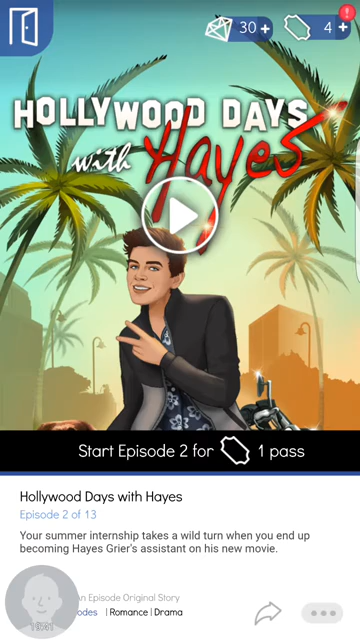 30 +
4 +
!
HOLLYWOOD DAYS
with Hayes
Start Episode 2 for 1 pass
Hollywood Days with Hayes
Episode 2 of 13
Your summer internship takes a wild turn when you end up
becoming Hayes Grier's assistant on his new movie.
An Episode Original Story
odes | Romance | Drama